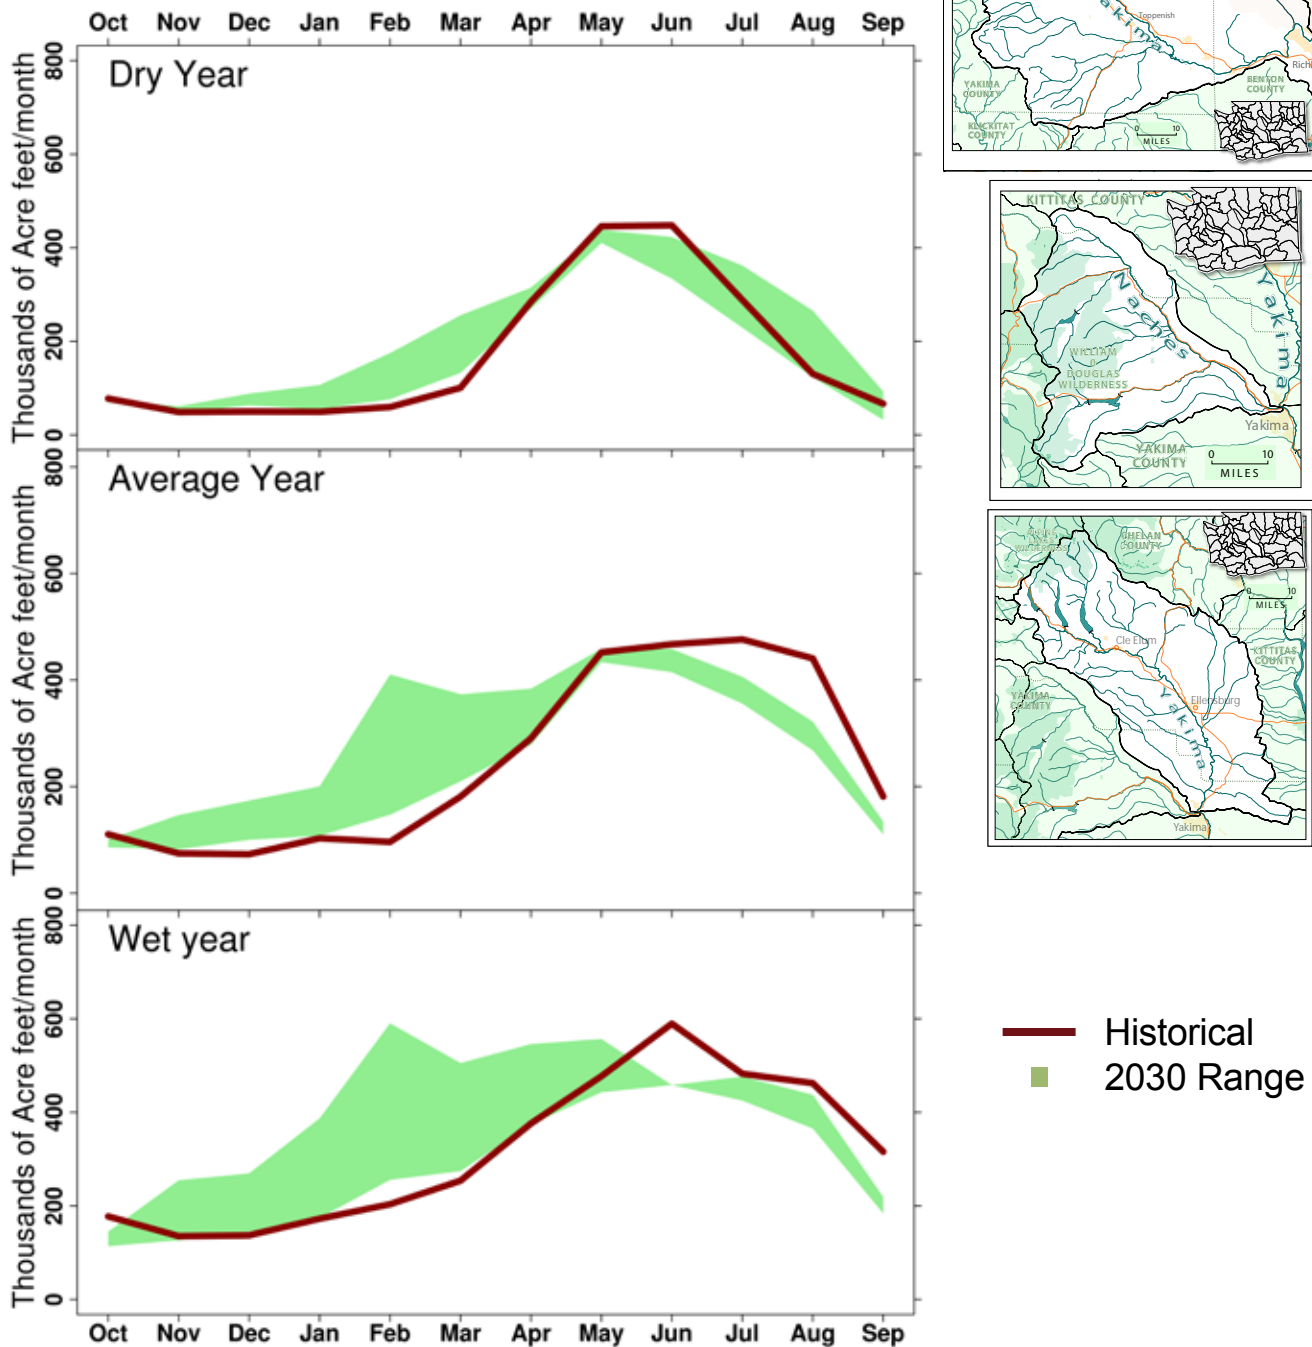 Oct Nov Dec Jan Feb Mar Apr May Jun Jul Aug Sep
Thousands of Acre feet/month
800
600
400
200
0
Dry Year
Thousands of Acre feet/month
800
600
400
200
0
Average Year
Thousands of Acre feet/month
800
600
400
200
0
Wet year
Oct Nov Dec Jan Feb Mar Apr May Jun Jul Aug Sep
Toppenish
akima
Rich
YAKIMA
COUNTY
BENTON
COUNTY
KLICKITAT
COUNTY
0 10
MILES
KITTITAS COUNTY
Naches
Yakima
WILLIAM
DOUGLAS
WILDERNESS
Yakima
YAKIMA
COUNTY
0 10
MILES
WILDERNESS
CHELAN
COUNTY
0 10
MILES
Cle Elum
KITTITAS
COUNTY
YAKIMA
COUNTY
Ellensburg
Yakima
Yakima
Historical
2030 Range